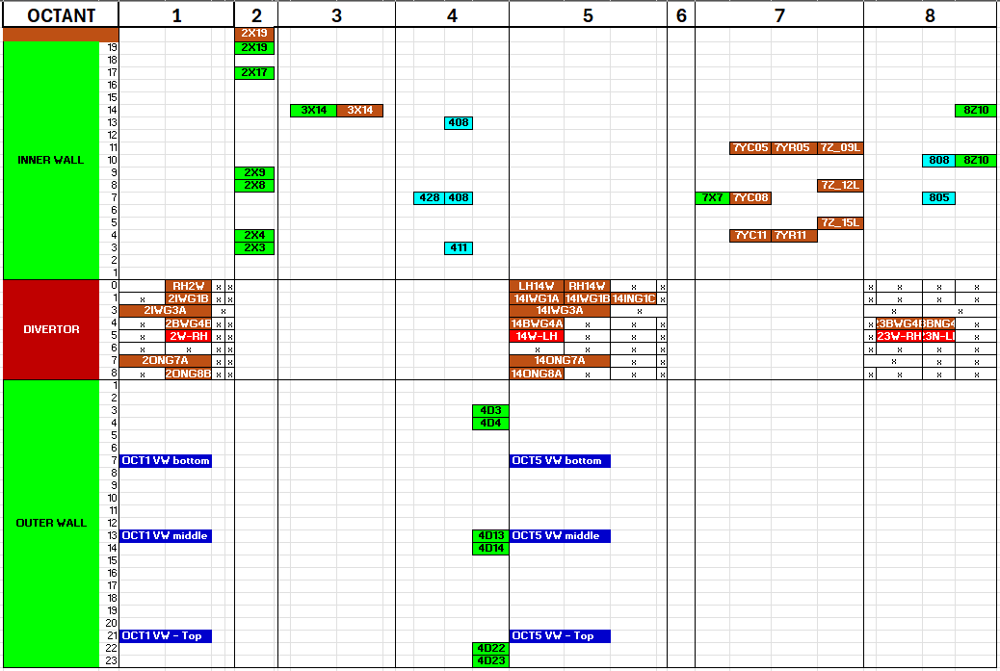 OCTANT 1 2 3 4 5 6 7 8
2X19
19 2X19
18
17 2X17
16
15
14 3X14 3X14 8Z10
13 408
12
11 7YC05 7YR05 7Z_09L
INNER WALL 10 808 8Z10
9 2X9
8 2X8 7Z_12L
7 428 408 7X7 7YC08 805
6
5 7Z_15L
4 2X4 7YC11 7YR11
3 2X3 411
2
1
0 RH2W x x LH14W RH14W x x x x x x
1 x 2IWG1B x x 14IWG1A 14IWG1B 14ING1C x x x x x
3 2IWG3A x 14IWG3A x x x
DIVERTOR 4 x 2BWG4B x x 14BWG4A x x x x 3BWG4B BNG4 x
5 x 2W-RH x x 14W-LH x x x x 23W-RH 3N-L x
6 x x x x x x x x x x x x
7 2ONG7A x x 14ONG7A x x x x x
8 x 2ONG8B x x 14ONG8A x x x x x x x
1
2
3 4D3
4 4D4
5
6
7 OCT1 VW bottom OCT5 VW bottom
8
9
10
11
OUTER WALL 12
13 OCT1 VW middle 4D13 OCT5 VW middle
14 4D14
15
16
17
18
19
20
21 OCT1 VW - Top OCT5 VW - Top
22 4D22
23 4D23